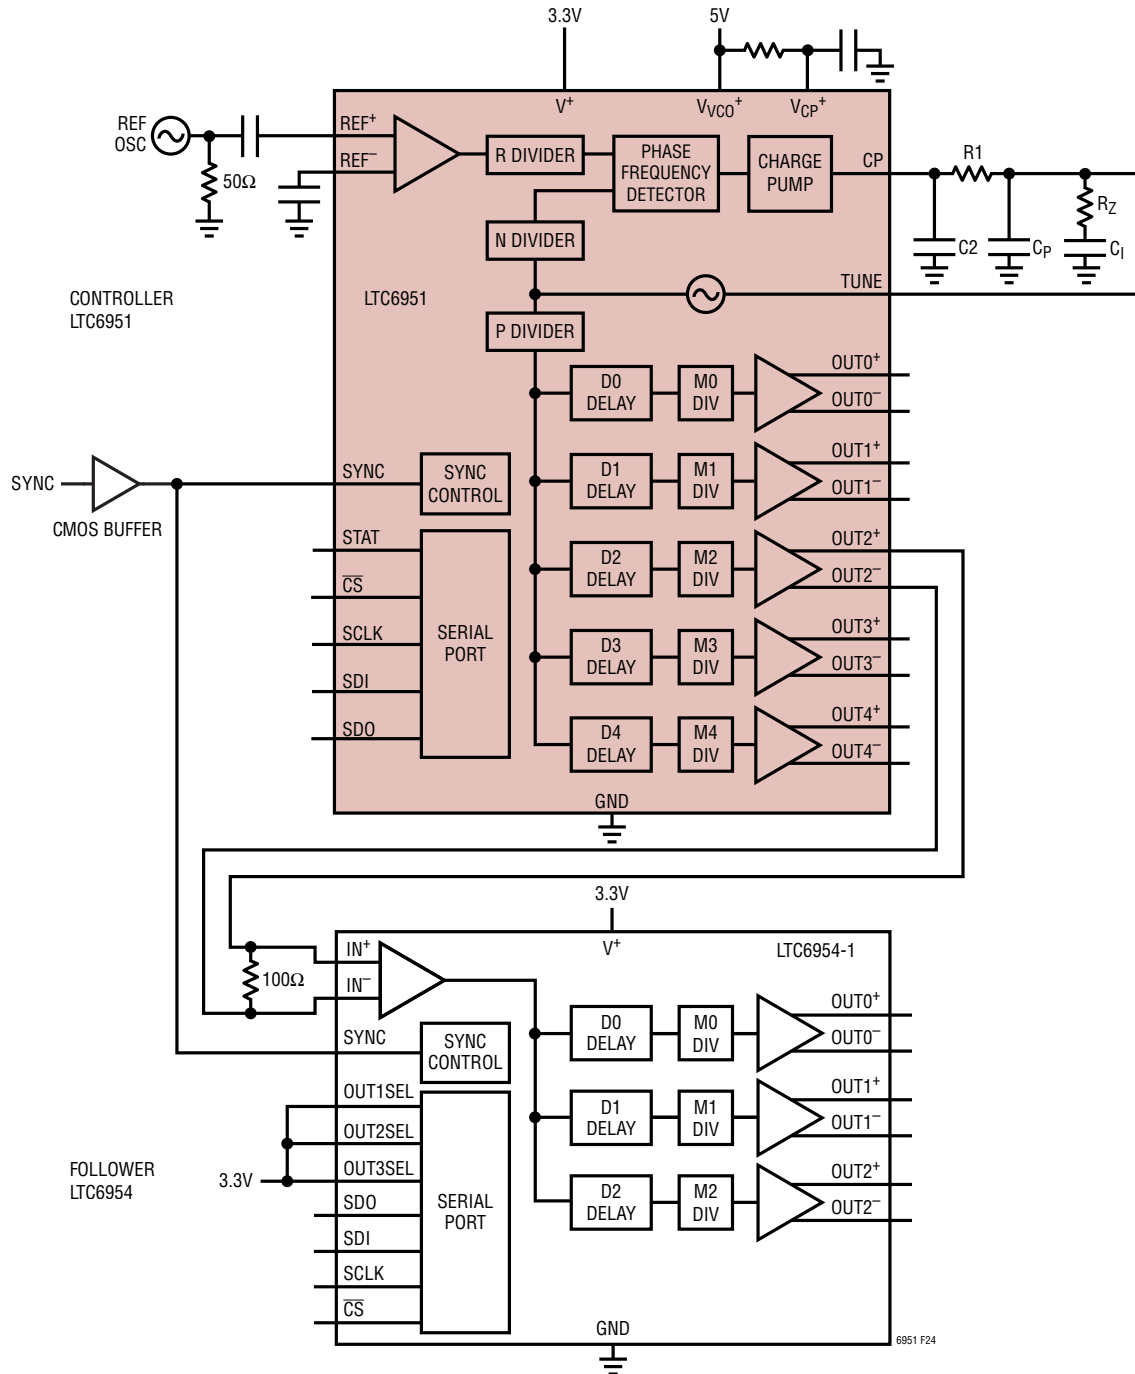 3.3V
5V
V+
VVCO+
VCP+
REF
OSC
REF+
REF–
50Ω
R DIVIDER
PHASE
FREQUENCY
DETECTOR
CHARGE
PUMP
CP
R1
RZ
C2
CP
CI
N DIVIDER
CONTROLLER
LTC6951
LTC6951
TUNE
P DIVIDER
D0
DELAY
M0
DIV
OUT0+
OUT0–
D1
DELAY
M1
DIV
OUT1+
OUT1–
SYNC
CMOS BUFFER
SYNC
SYNC
CONTROL
STAT
CS
SCLK
SDI
SDO
SERIAL
PORT
D2
DELAY
M2
DIV
OUT2+
OUT2–
D3
DELAY
M3
DIV
OUT3+
OUT3–
D4
DELAY
M4
DIV
OUT4+
OUT4–
GND
3.3V
V+
LTC6954-1
IN+
IN–
100Ω
SYNC
SYNC
CONTROL
D0
DELAY
M0
DIV
OUT0+
OUT0–
D1
DELAY
M1
DIV
OUT1+
OUT1–
D2
DELAY
M2
DIV
OUT2+
OUT2–
FOLLOWER
LTC6954
3.3V
OUT1SEL
OUT2SEL
OUT3SEL
SDO
SDI
SCLK
CS
SERIAL
PORT
GND
6951 F24